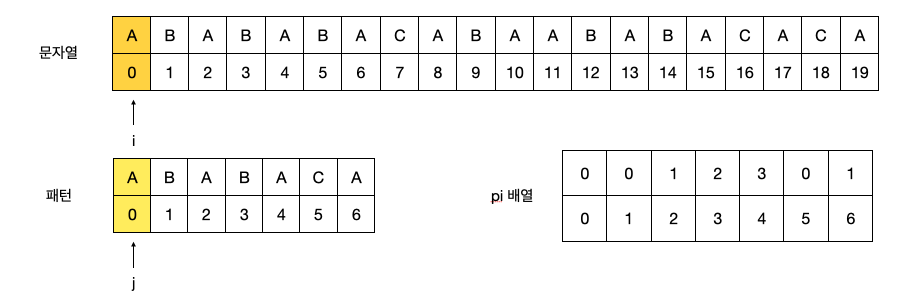 문자열
A B A B A B A C A B A A B A B A C A C A
0 1 2 3 4 5 6 7 8 9 10 11 12 13 14 15 16 17 18 19
i
패턴
A B A B A C A
0 1 2 3 4 5 6
j
pi 배열
0 0 1 2 3 0 1
0 1 2 3 4 5 6